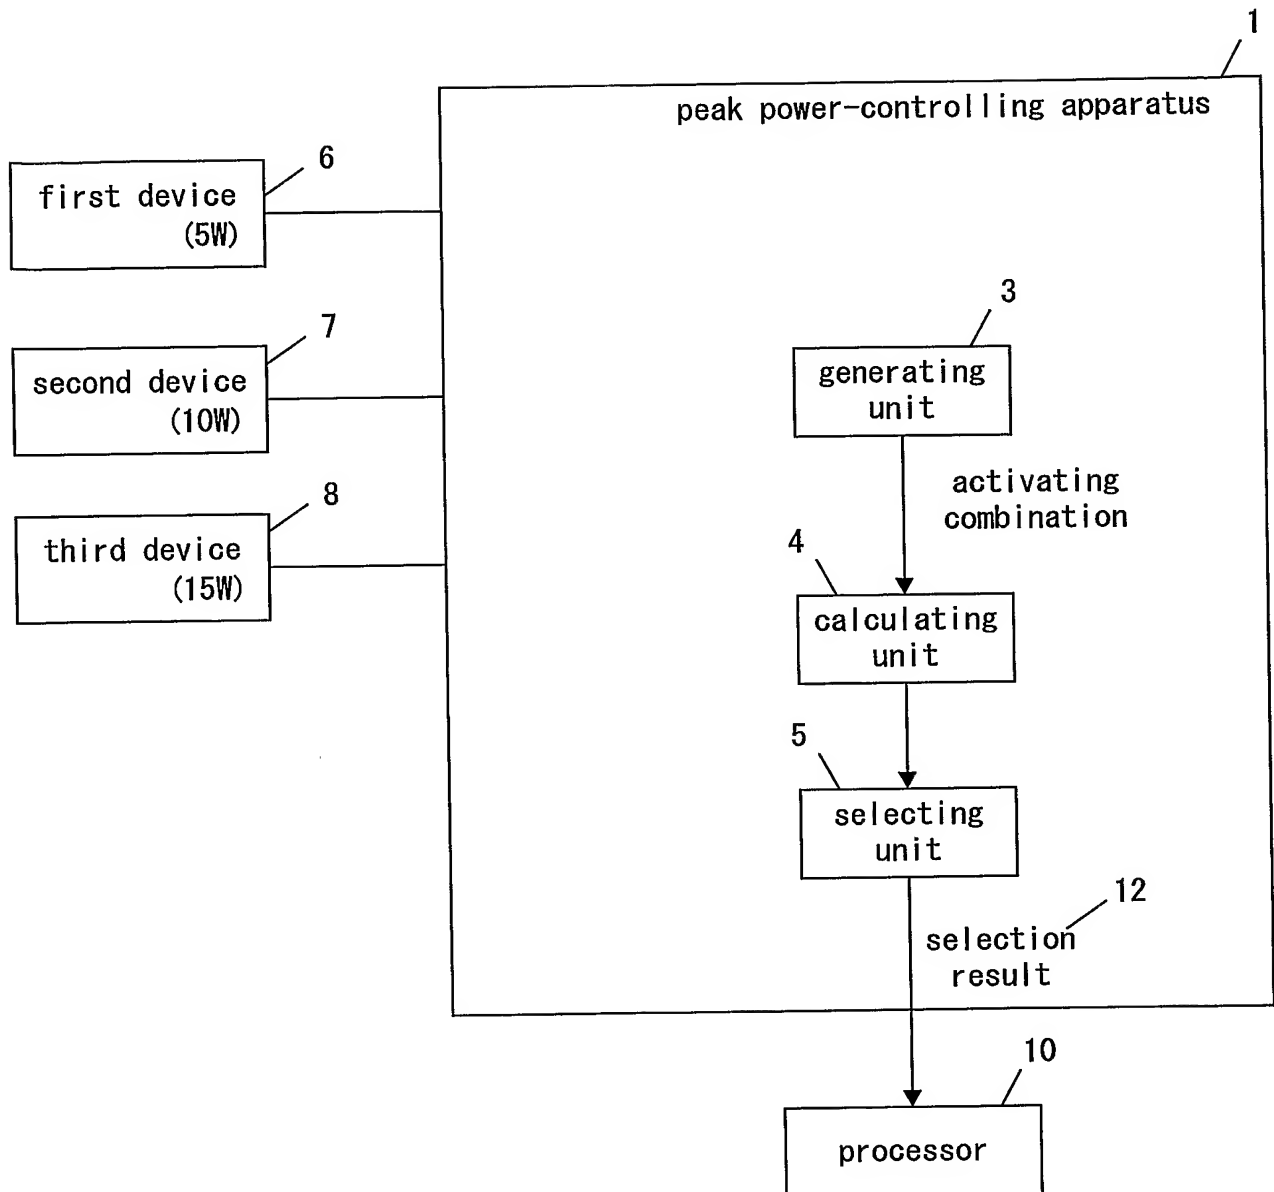 1
peak power-controlling apparatus
6
first device
(5W)
7
second device
(10W)
8
third device
(15W)
3
generating
unit
activating
combination
4
calculating
unit
5
selecting
unit
12
selection
result
10
processor